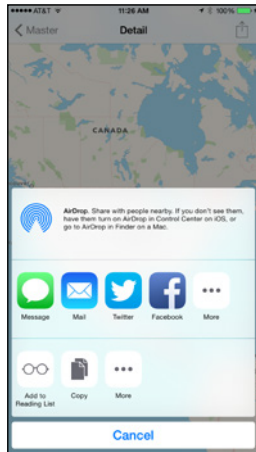 AT&T 11:26 AM 100%
Master Detail
CANADA
AirDrop. Share with people nearby. If you don't see them,
have them turn on AirDrop in Control Center on iOS, or
go to AirDrop in Finder on a Mac.
Message Mail Twitter Facebook More
Add to Copy More
Reading List
Cancel